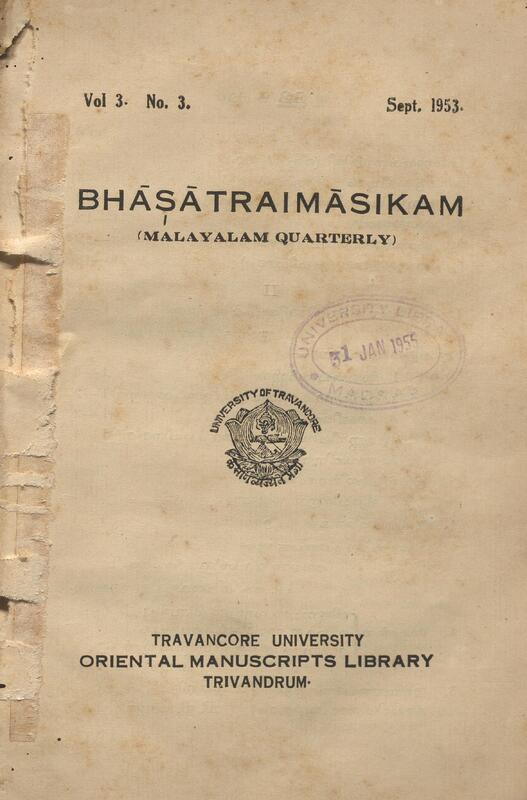 Vol 3. No. 3. Sept. 1953.
BHĀṢĀTRAIMĀSIKAM
(MALAYALAM QUARTERLY)
UNIVERSITY LIBRARY
31 JAN 1955
MADRAS
UNIVERSITY OF TRAVANCORE
TRAVANCORE UNIVERSITY
ORIENTAL MANUSCRIPTS LIBRARY
TRIVANDRUM.